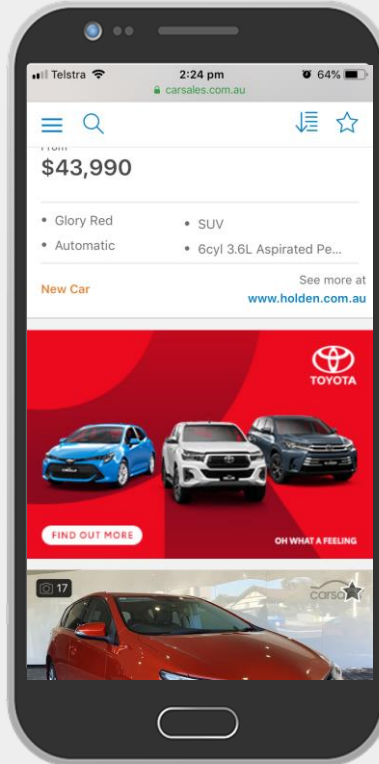 Telstra 2:24 pm 64%
carsales.com.au
From
$43,990
• Glory Red
• SUV
• Automatic
• 6cyl 3.6L Aspirated Pe...
New Car
See more at
www.holden.com.au
TOYOTA
FIND OUT MORE
OH WHAT A FEELING
17
carsa